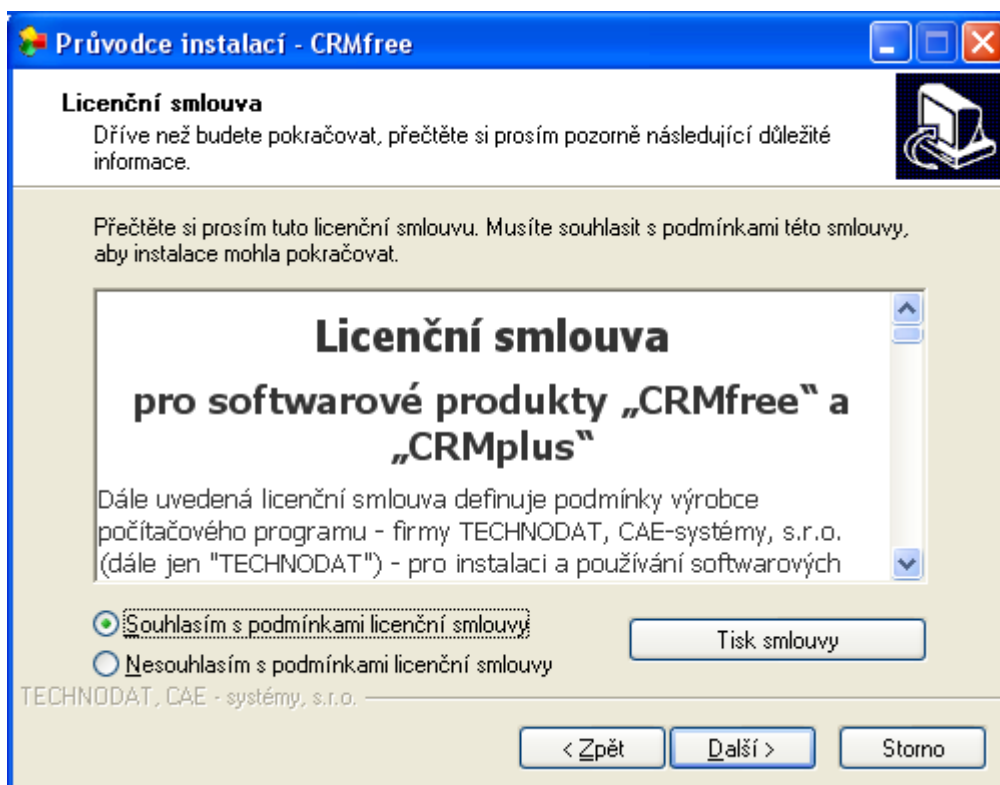 Průvodce instalací - CRMfree
Licenční smlouva
Dříve než budete pokračovat, přečtěte si prosím pozorně následující důležité
informace.
Přečtěte si prosím tuto licenční smlouvu. Musíte souhlasit s podmínkami této smlouvy,
aby instalace mohla pokračovat.
Licenční smlouva
pro softwarové produkty „CRMfree“ a
„CRMplus“
Dále uvedená licenční smlouva definuje podmínky výrobce
počítačového programu - firmy TECHNODAT, CAE-systémy, s.r.o.
(dále jen "TECHNODAT") - pro instalaci a používání softwarových
Souhlasím s podmínkami licenční smlouvy
Tisk smlouvy
Nesouhlasím s podmínkami licenční smlouvy
TECHNODAT, CAE - systémy, s.r.o.
< Zpět
Další >
Storno